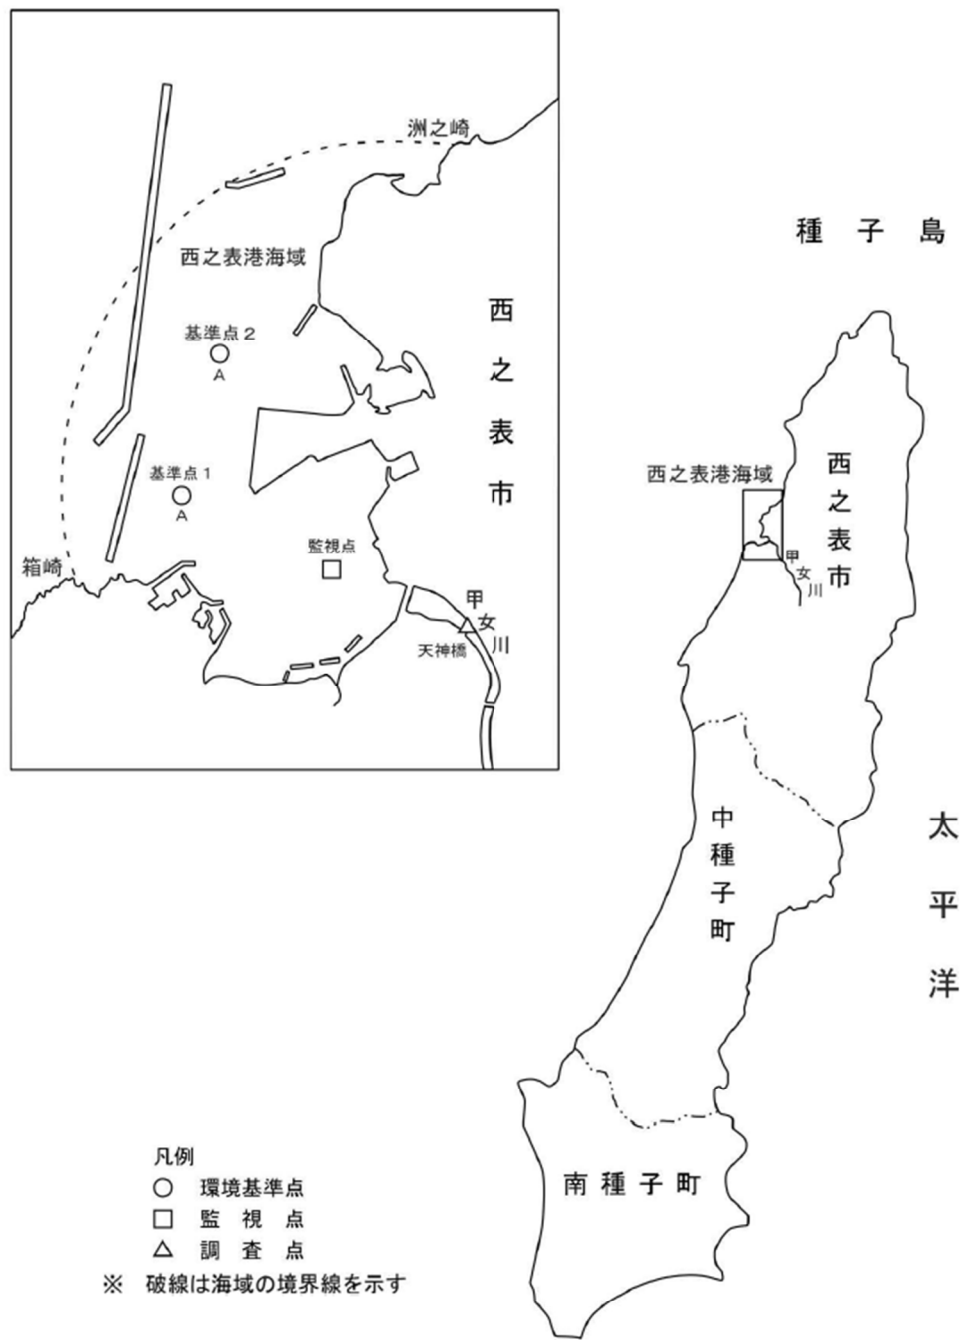 洲之崎
西之表港海域
基準点2
A
基準点1
A
監視点
箱崎
甲女川
天神橋
西之表市
種子島
西之表港海域
西之表市
甲女川
中種子町
太平洋
南種子町
凡例
環境基準点
監視点
調査点
※ 破線は海域の境界線を示す